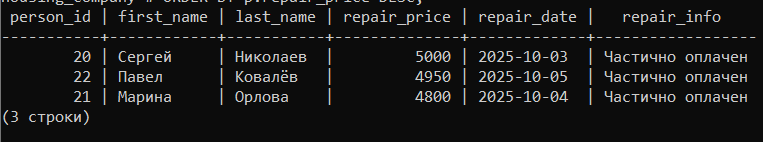 housing_company-# ORDER BY p.repair_price DESC;
person_id | first_name | last_name | repair_price | repair_date | repair_info
-----------+------------+-----------+--------------+-------------+------------------
20 | Сергей | Николаев | 5000 | 2025-10-03 | Частично оплачен
22 | Павел | Ковалёв | 4950 | 2025-10-05 | Частично оплачен
21 | Марина | Орлова | 4800 | 2025-10-04 | Частично оплачен
(3 строки)